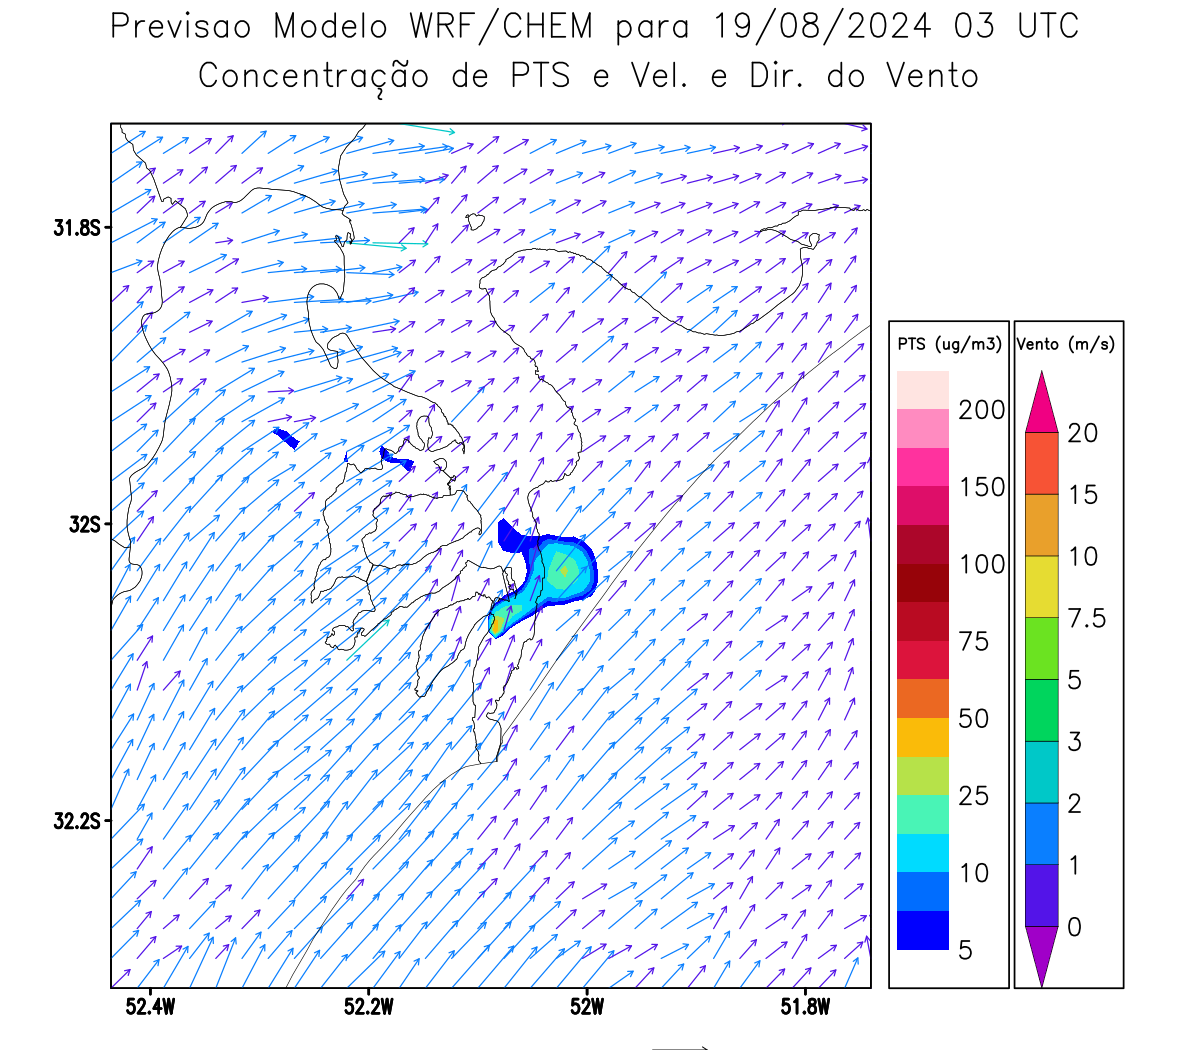 Previsao Modelo WRF/CHEM para 19/08/2024 03 UTC
Concentração de PTS e Vel. e Dir. do Vento
31.8S
32S
32.2S
52.4W
52.2W
52W
51.8W
PTS (ug/m3)
200
150
100
75
50
25
10
5
Vento (m/s)
20
15
10
7.5
5
3
2
1
0